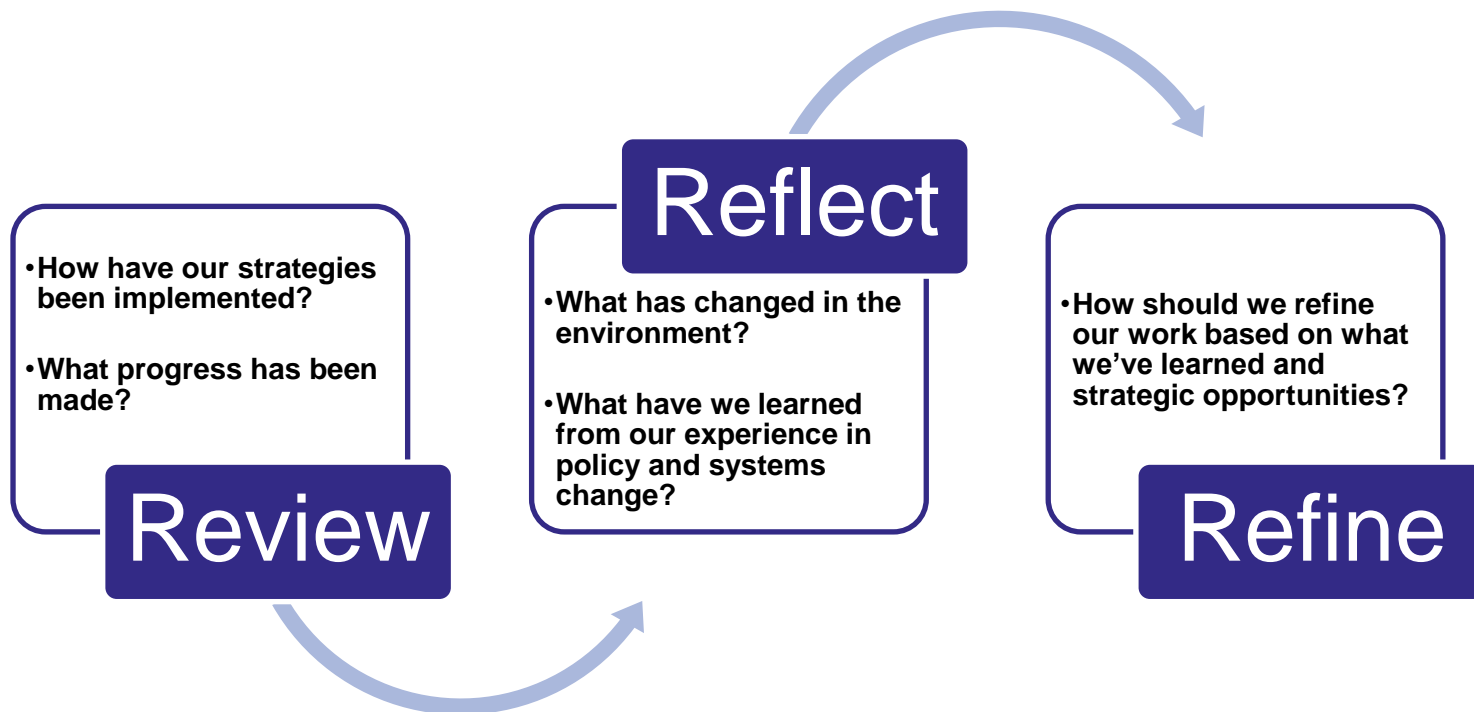 •How have our strategies
been implemented?
•What progress has been
made?
Review
Reflect
•What has changed in the
environment?
•What have we learned
from our experience in
policy and systems
change?
•How should we refine
our work based on what
we’ve learned and
strategic opportunities?
Refine